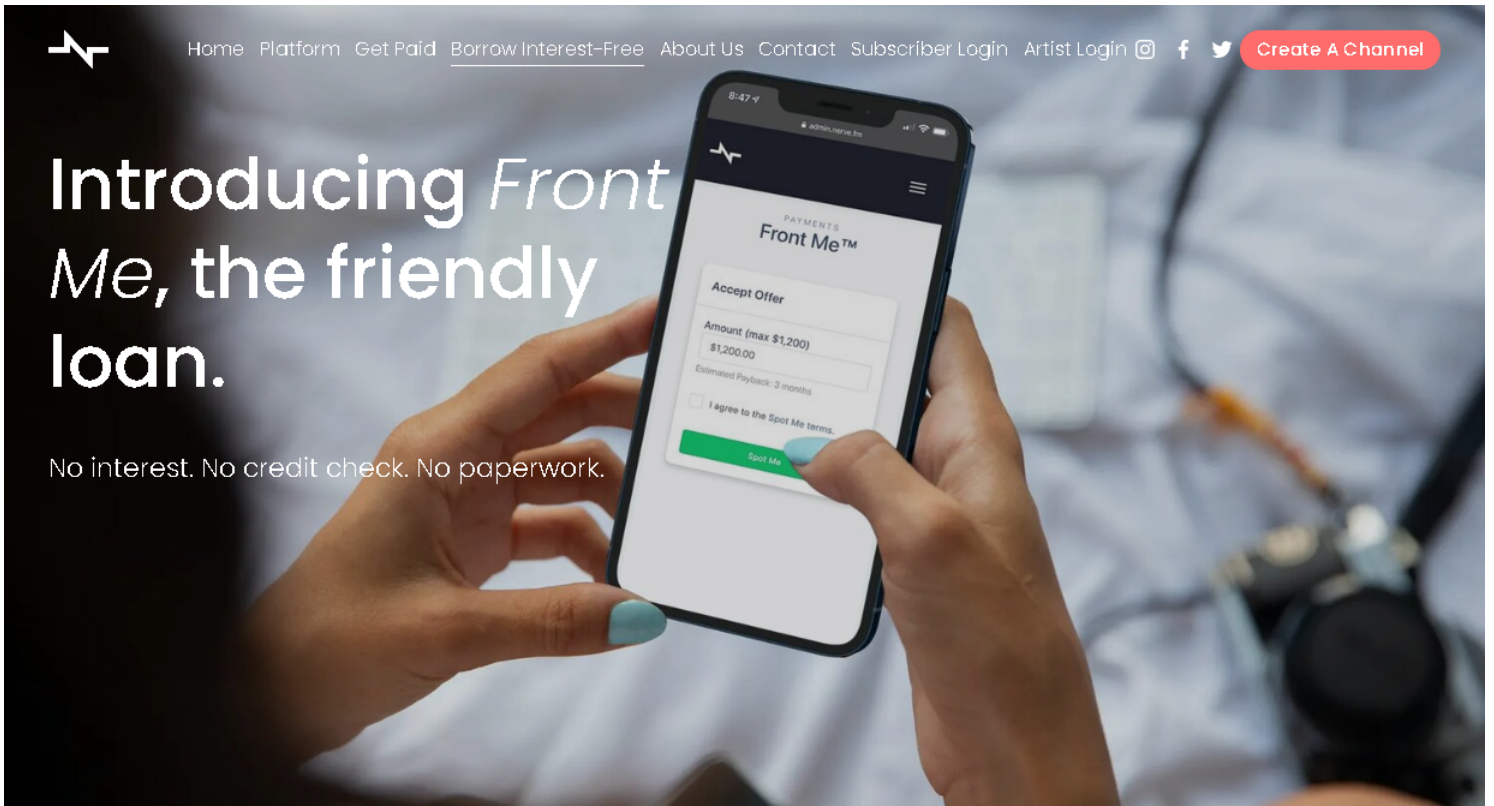 Home Platform Get Paid Borrow Interest-Free About Us Contact Subscriber Login Artist Login Create A Channel
Introducing Front
Me, the friendly
loan.
No interest. No credit check. No paperwork.
8:47
admin.nerve.fm
PAYMENTS
Front Me™
Accept Offer
Amount (max $1,200)
$1,200.00
Estimated Payback: 3 months
I agree to the Spot Me terms.
Spot Me